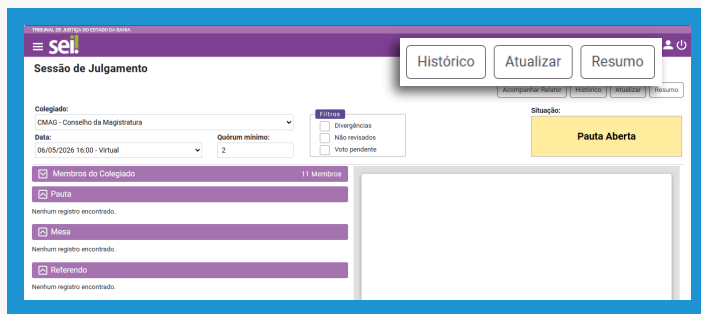 TRIBUNAL DE JUSTIÇA DO ESTADO DA BAHIA
sei!
Histórico Atualizar Resumo
Sessão de Julgamento
Acompanhar Relator Histórico Atualizar Resumo
Colegiado:
CMAG - Conselho da Magistratura
Data:
06/05/2026 16:00 - Virtual
Quórum mínimo:
2
Filtros
Divergências
Não revisados
Voto pendente
Situação:
Pauta Aberta
Membros do Colegiado 11 Membros
Pauta
Nenhum registro encontrado.
Mesa
Nenhum registro encontrado.
Referendo
Nenhum registro encontrado.